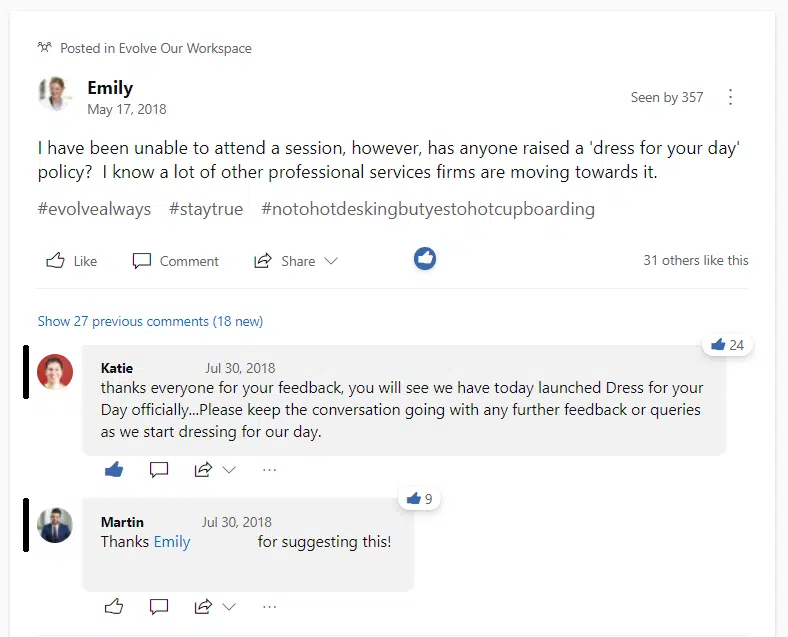 Posted in Evolve Our Workspace
Emily
May 17, 2018
Seen by 357
I have been unable to attend a session, however, has anyone raised a 'dress for your day'
policy?  I know a lot of other professional services firms are moving towards it.
#evolvealways #staytrue #notohotdeskingbutyestohotcupboarding
Like Comment Share 31 others like this
Show 27 previous comments (18 new)
24
Katie Jul 30, 2018
thanks everyone for your feedback, you will see we have today launched Dress for your
Day officially...Please keep the conversation going with any further feedback or queries
as we start dressing for our day.
9
Martin Jul 30, 2018
Thanks Emily for suggesting this!